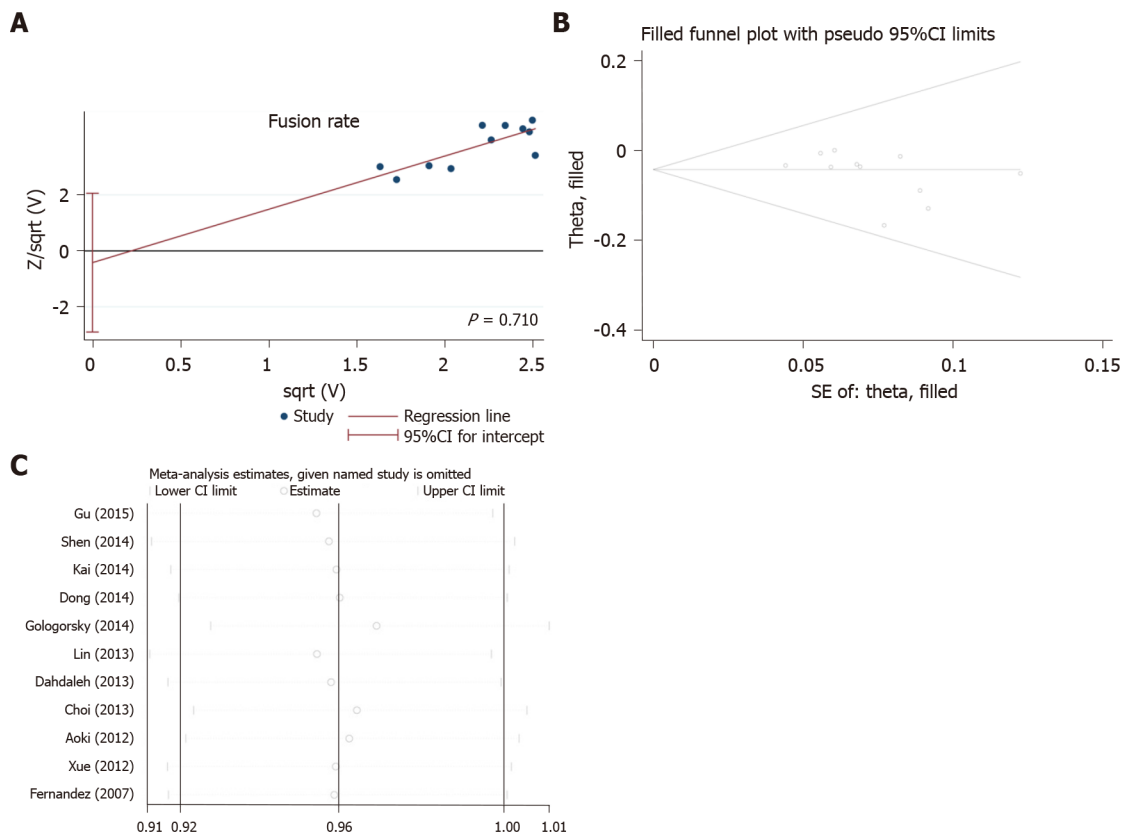 A
Fusion rate
Z/sqrt (V)
2
0
-2
P = 0.710
0 0.5 1 1.5 2 2.5
sqrt (V)
Study Regression line
95%CI for intercept
B
Filled funnel plot with pseudo 95%CI limits
Theta, filled
0.2
0
-0.2
-0.4
0 0.05 0.1 0.15
SE of: theta, filled
C
Meta-analysis estimates, given named study is omitted
Lower CI limit Estimate Upper CI limit
Gu (2015)
Shen (2014)
Kai (2014)
Dong (2014)
Gologorsky (2014)
Lin (2013)
Dahdaleh (2013)
Choi (2013)
Aoki (2012)
Xue (2012)
Fernandez (2007)
0.91 0.92 0.96 1.00 1.01